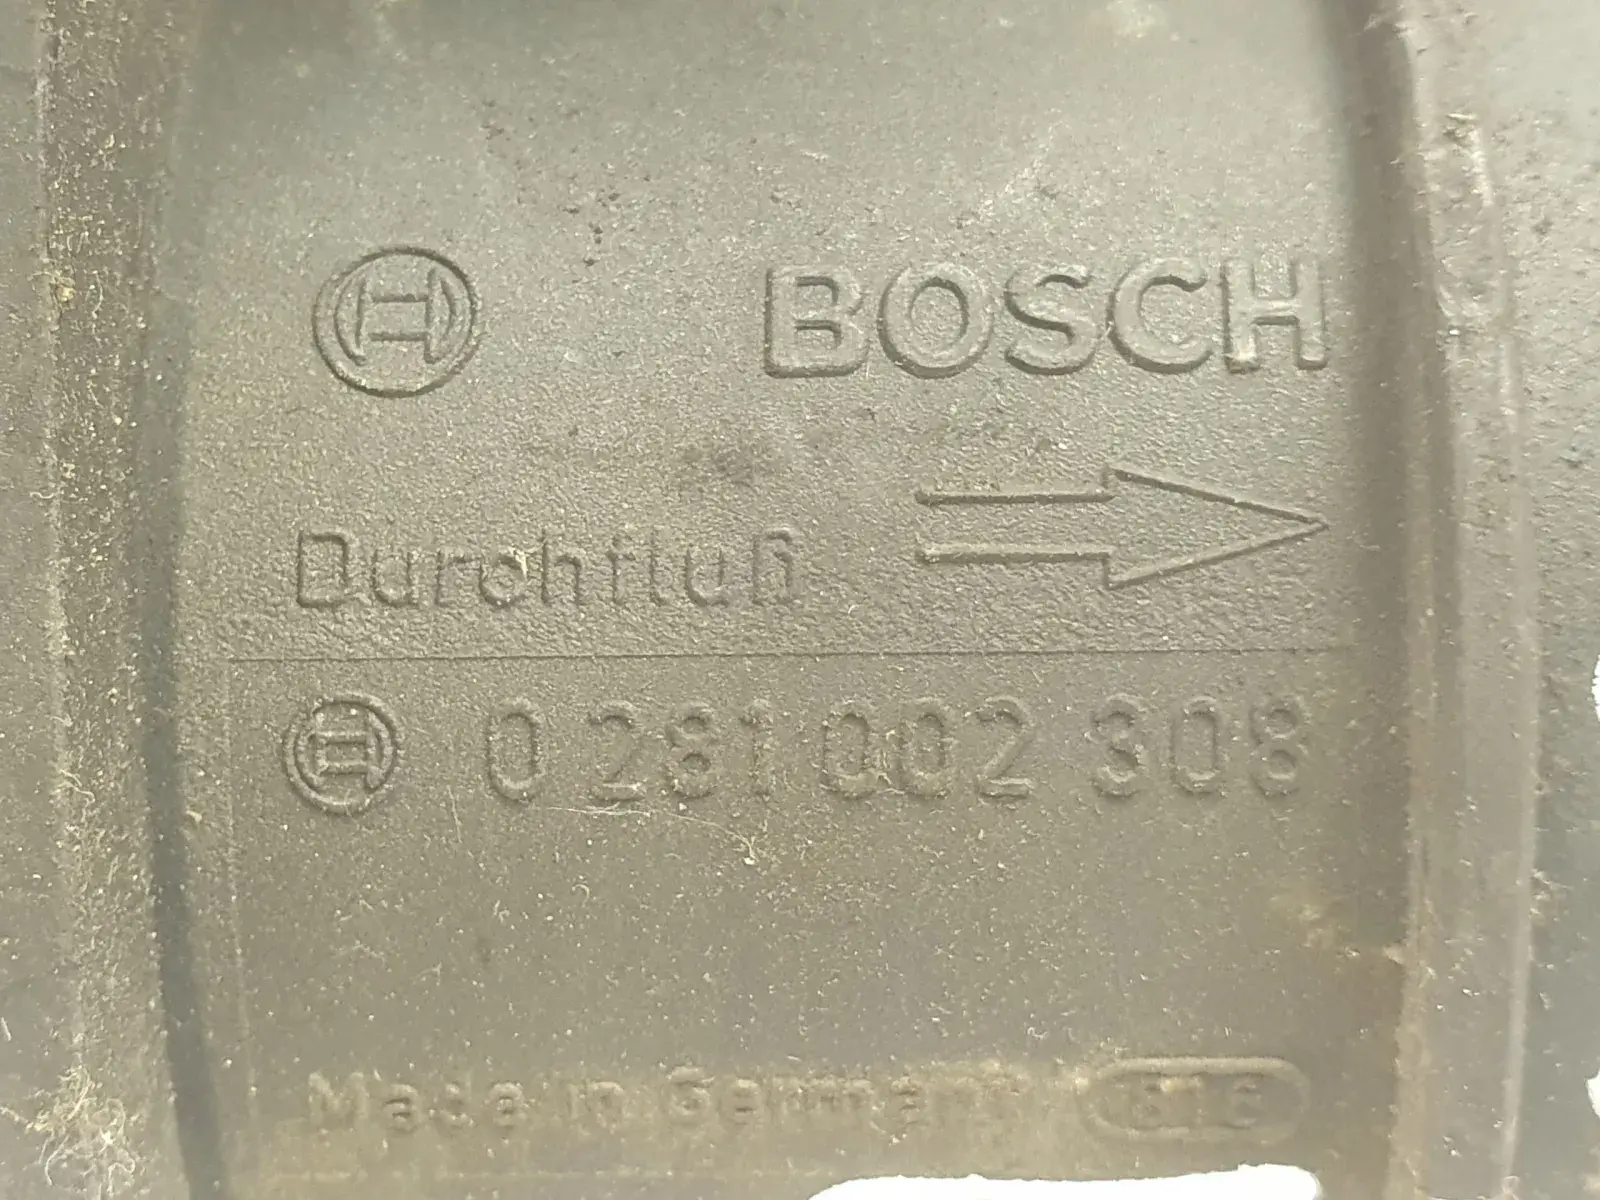 BOSCH
Durchfluß
0 281 002 308
Made in Germany